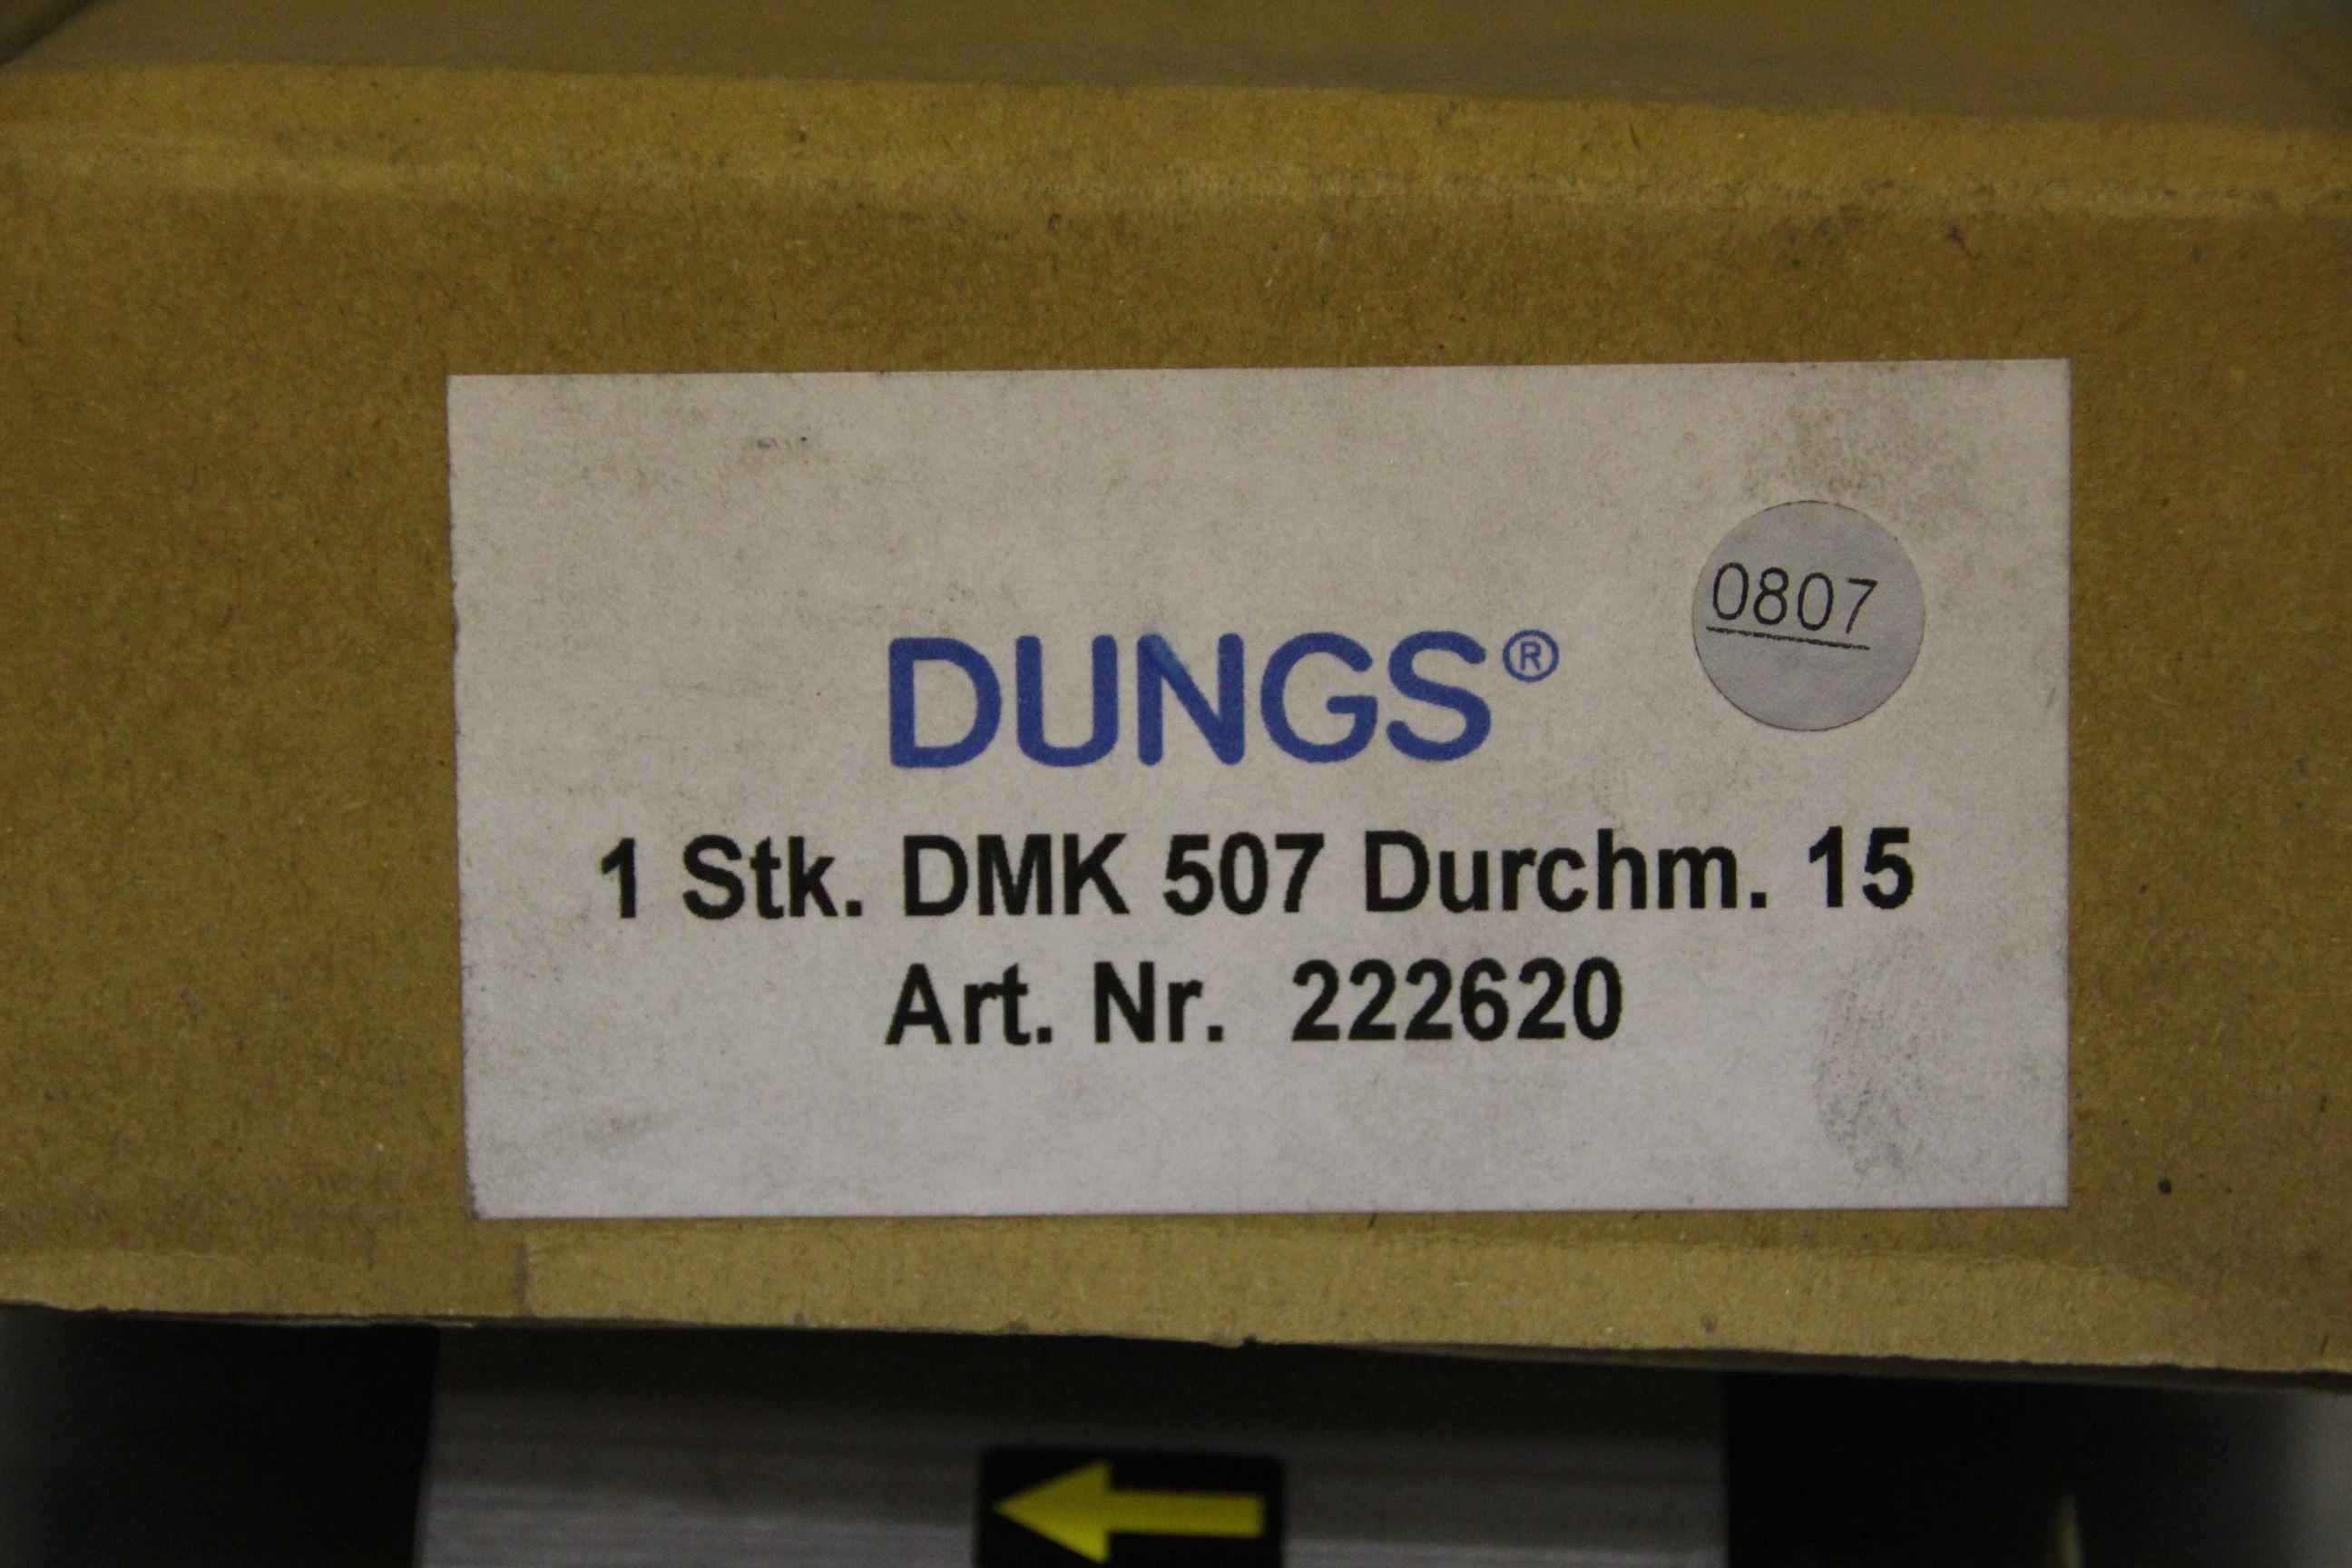 DUNGS®
0807
1 Stk. DMK 507 Durchm. 15
Art. Nr. 222620